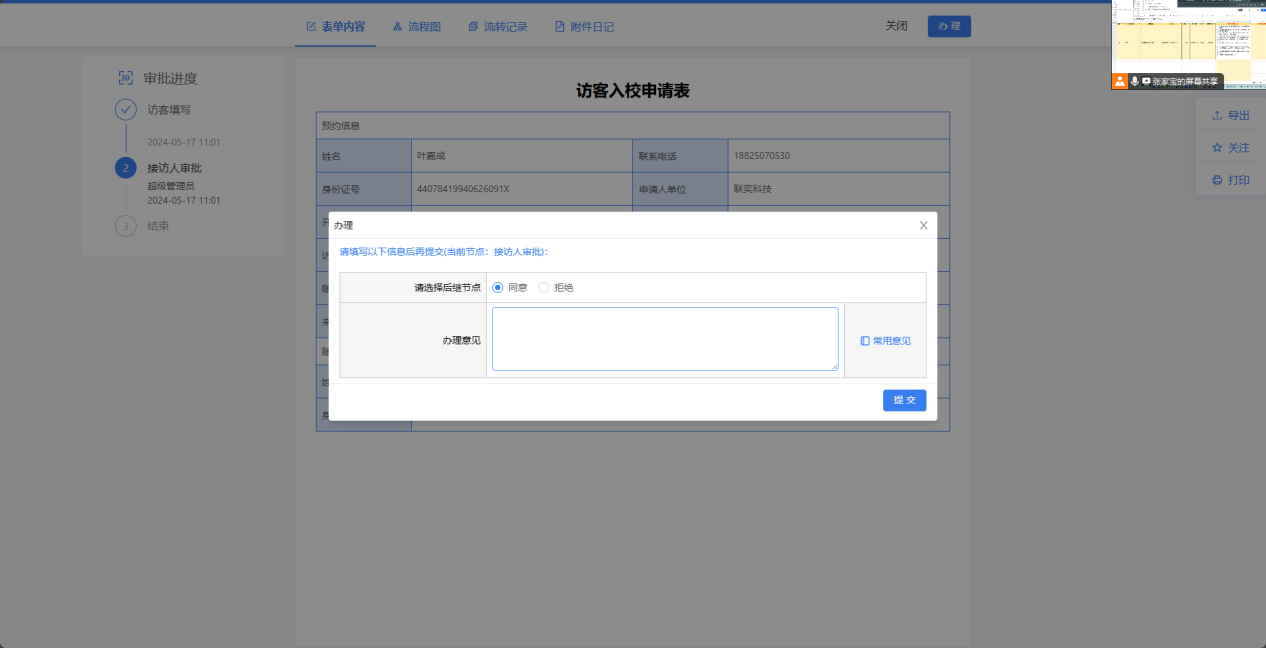 表单内容 流程图 流转记录 附件日记 关闭 办 理
张家宝的屏幕共享
导出
关注
打印
审批进度
访客填写
2024-05-17 11:01
2 接访人审批
超级管理员
2024-05-17 11:01
3 结束
访客入校申请表
预约信息
姓名 叶嘉成 联系电话 18825070530
身份证号 44078419940626091X 申请人单位 联奕科技
办理
请填写以下信息后再提交(当前节点：接访人审批)：
请选择后继节点 同意 拒绝
办理意见 常用意见
提 交